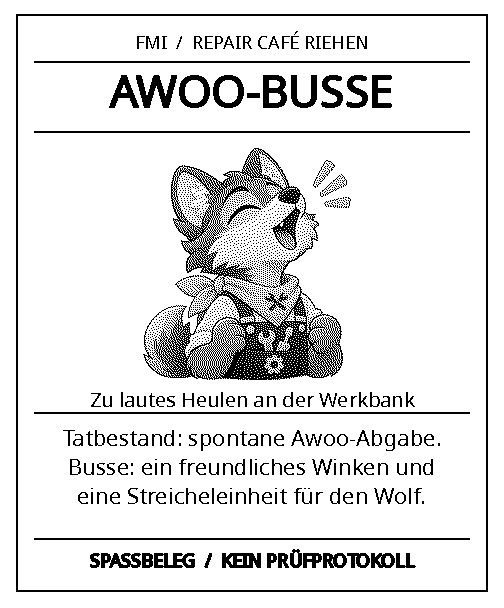 FMI / REPAIR CAFÉ RIEHEN
AWOO-BUSSE
Zu lautes Heulen an der Werkbank
Tatbestand: spontane Awoo-Abgabe.
Busse: ein freundliches Winken und
eine Streicheleinheit für den Wolf.
SPASSBELEG / KEIN PRÜFPROTOKOLL